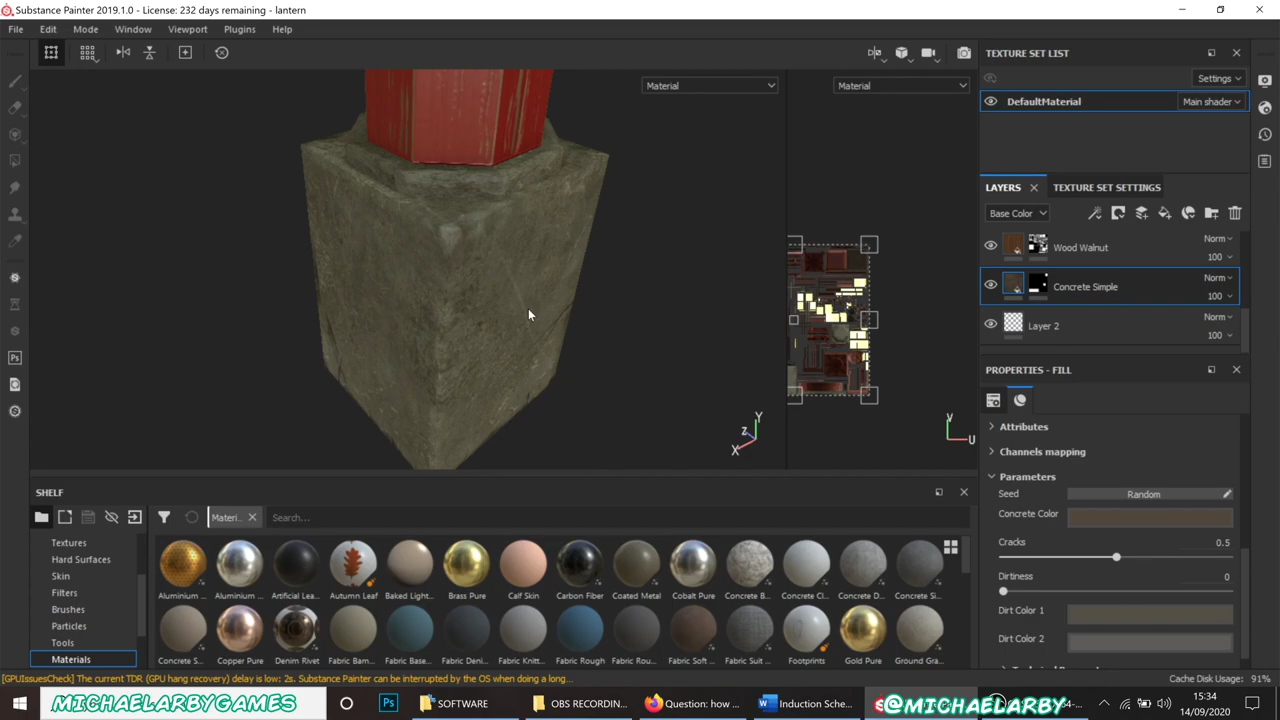 Substance Painter 2019.1.0 - License: 232 days remaining - lantern
File Edit Mode Window Viewport Plugins Help
Material
Material
TEXTURE SET LIST
Settings
DefaultMaterial
Main shader
LAYERS
TEXTURE SET SETTINGS
Base Color
Wood Walnut
Norm
100
Concrete Simple
Norm
100
Layer 2
Norm
100
PROPERTIES - FILL
Attributes
Channels mapping
Parameters
Seed
Random
Concrete Color
Cracks
0.5
Dirtiness
0
Dirt Color 1
Dirt Color 2
Y
Z
X
V
U
SHELF
Materi...
Search...
Textures
Hard Surfaces
Skin
Filters
Brushes
Particles
Tools
Materials
Aluminium ... Aluminium ... Artificial Lea... Autumn Leaf Baked Light... Brass Pure Calf Skin Carbon Fiber Coated Metal Cobalt Pure Concrete B... Concrete Cl... Concrete D... Concrete Si...
Concrete S... Copper Pure Denim Rivet Fabric Bam... Fabric Base... Fabric Deni... Fabric Knitt... Fabric Rough Fabric Rou... Fabric Soft ... Fabric Suit ... Footprints Gold Pure Ground Gra...
[GPUIssuesCheck] The current TDR (GPU hang recovery) delay is low: 2s. Substance Painter can be interrupted by the OS when doing a long...
Cache Disk Usage: 91%
MICHAELARBYGAMES
Ps
SOFTWARE
OBS RECORDIN...
Question: how ...
Induction Sche...
@MICHAELARBY
15:34
14/09/2020